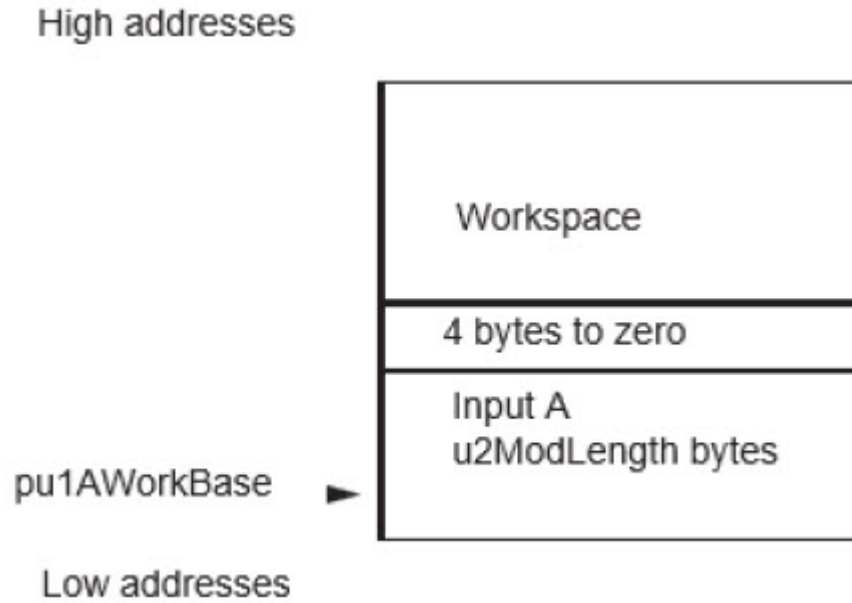 High addresses
Workspace
4 bytes to zero
Input A
u2ModLength bytes
pu1AWorkBase
Low addresses